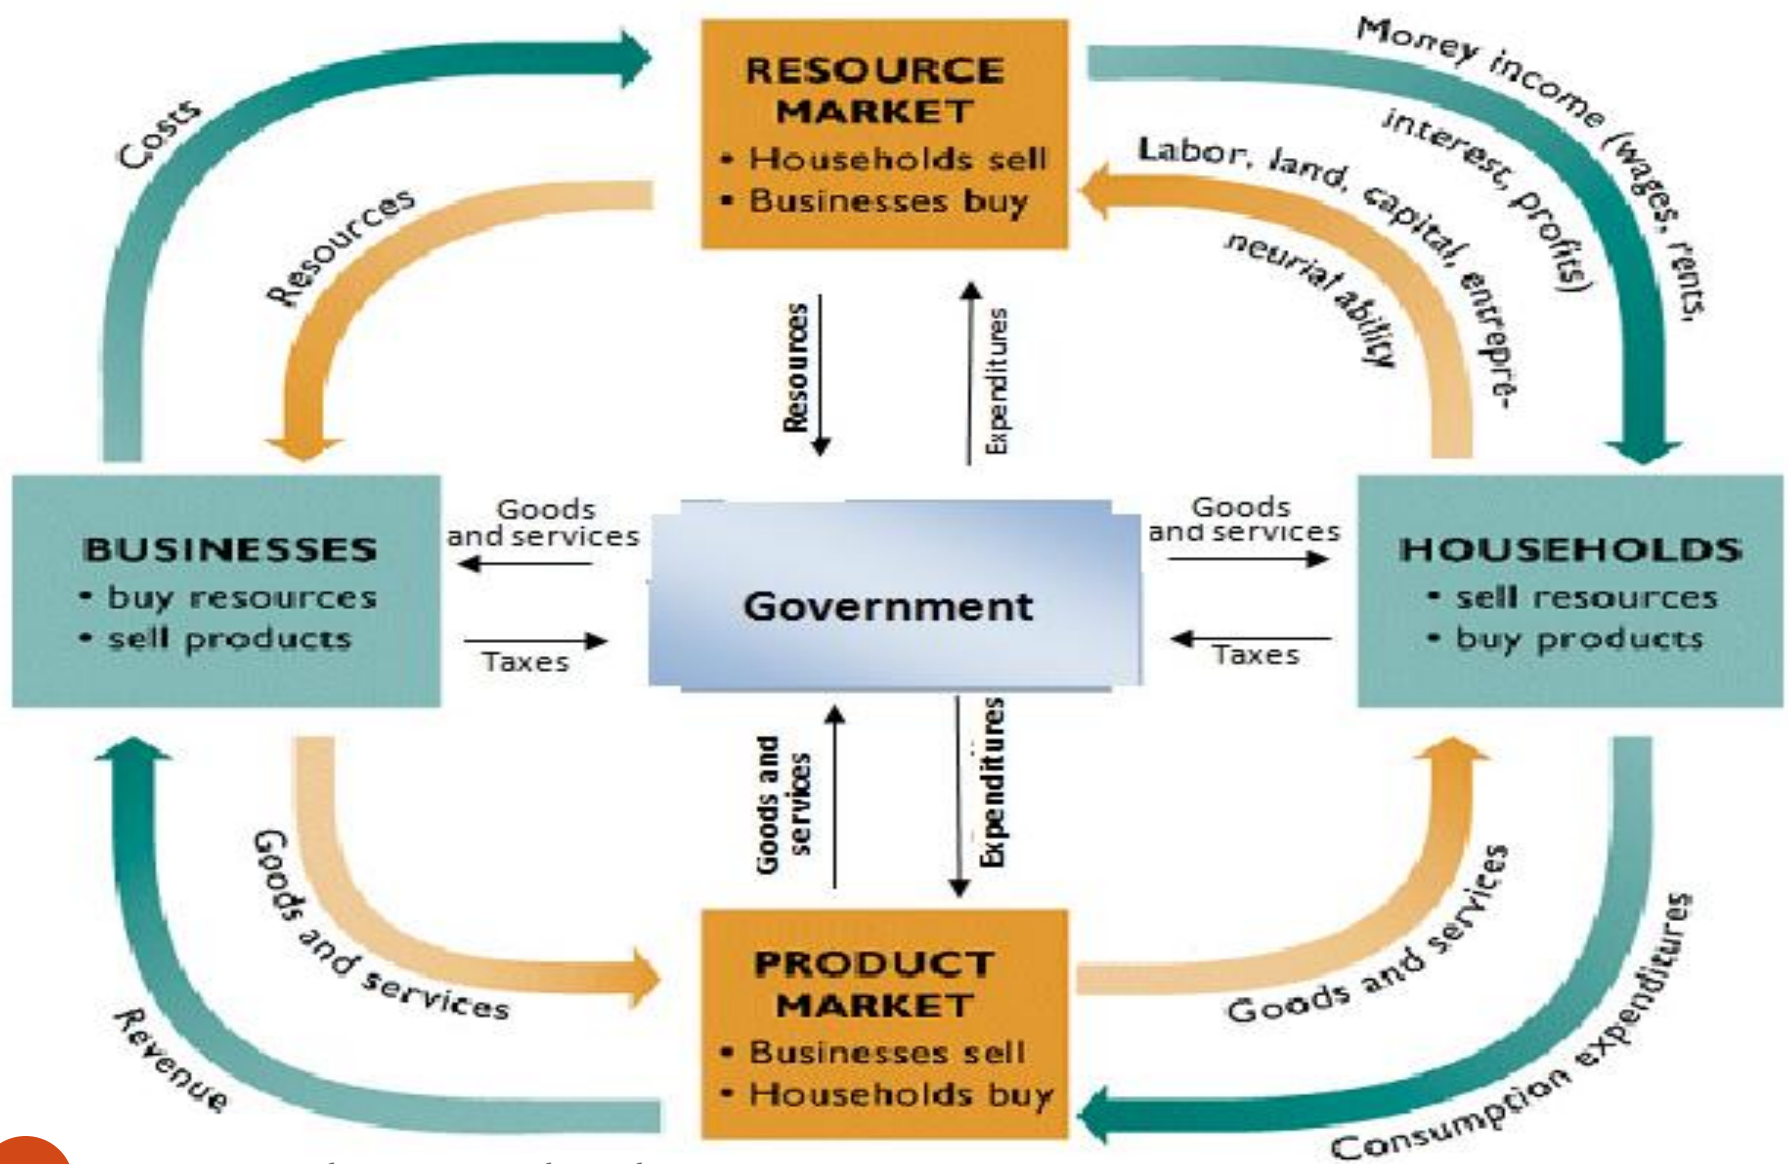 RESOURCE
MARKET
• Households sell
• Businesses buy
Costs
Resources
Money income (wages, rents,
interest, profits)
Labor, land, capital, entrepre-
neurial ability
Resources
Expenditures
BUSINESSES
• buy resources
• sell products
Goods
and services
Taxes
Government
Goods
and services
Taxes
HOUSEHOLDS
• sell resources
• buy products
Goods and
services
Expenditures
Goods and services
Revenue
PRODUCT
MARKET
• Businesses sell
• Households buy
Goods and services
Consumption expenditures